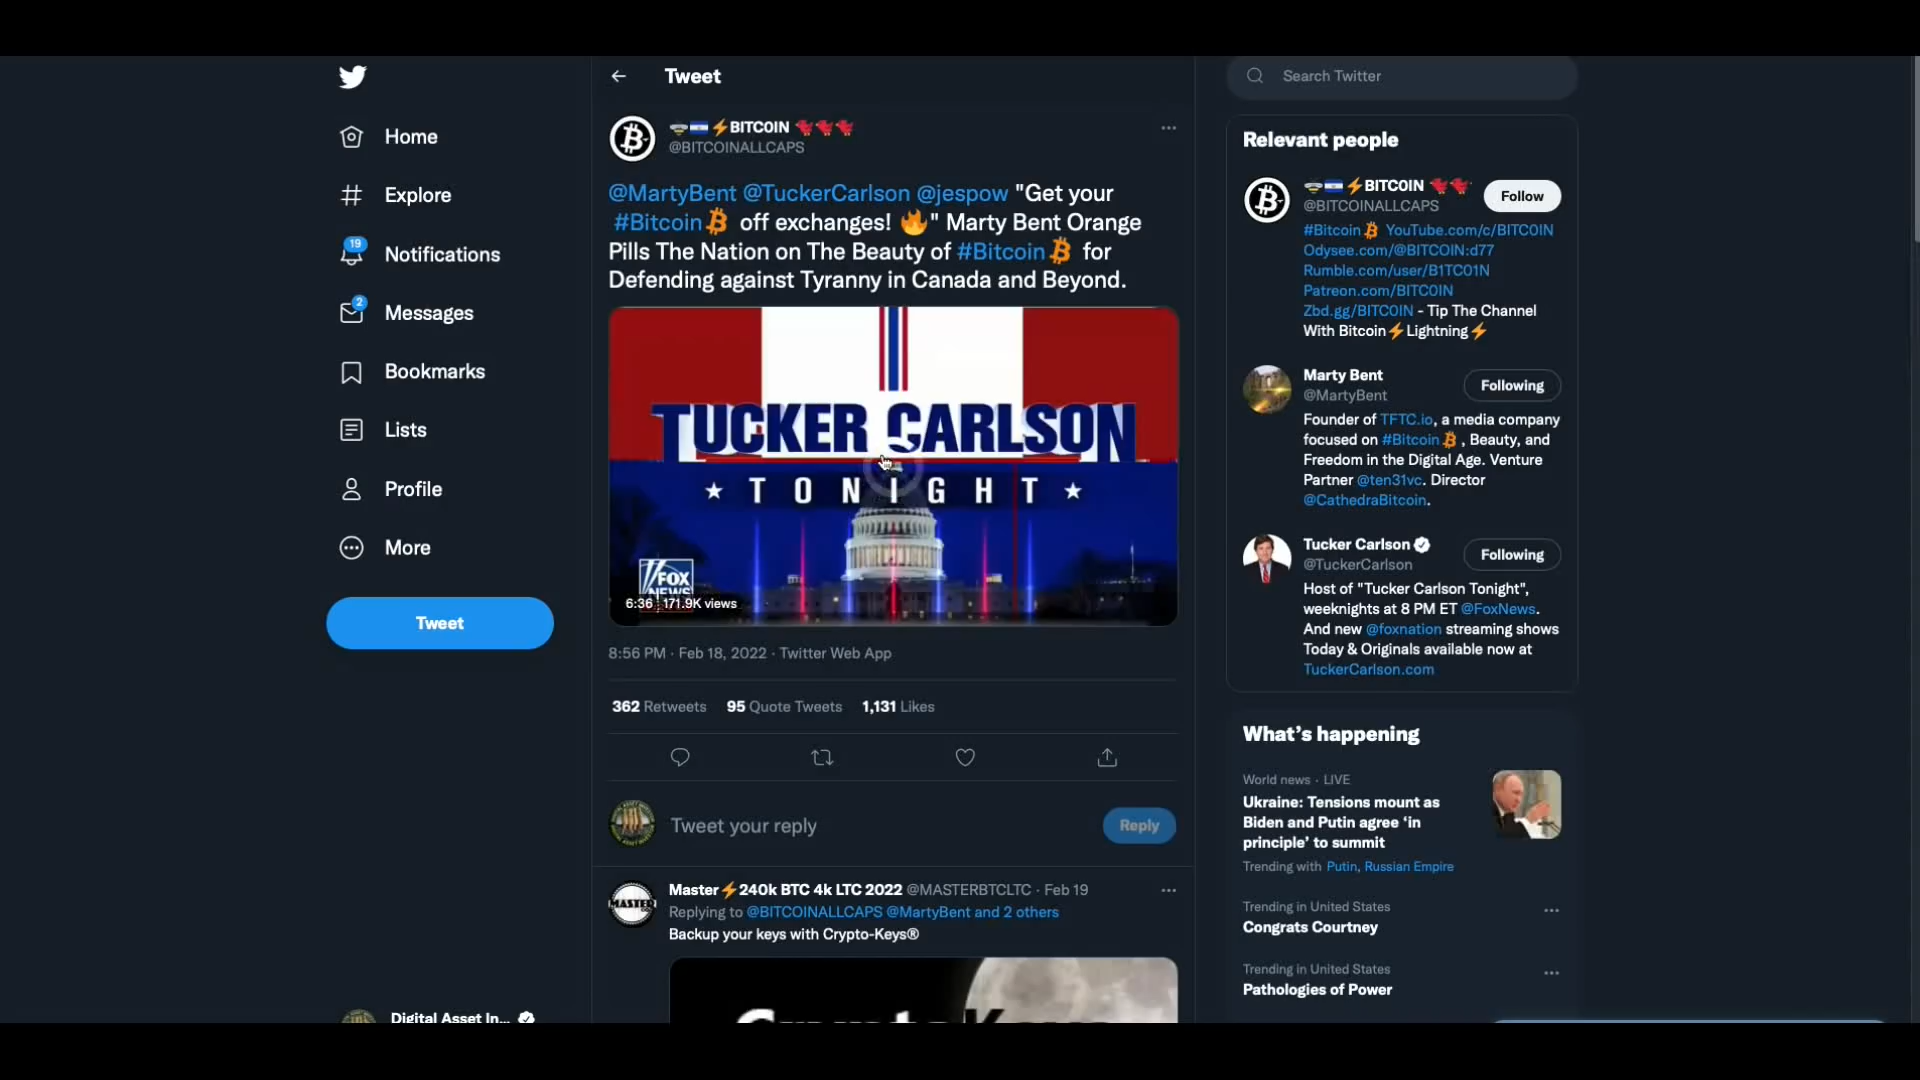 Home
Explore
19
Notifications
2
Messages
Bookmarks
Lists
Profile
More
Tweet
Digital Asset In...
Tweet
BITCOIN
@BITCOINALLCAPS
@MartyBent @TuckerCarlson @jespow "Get your
#Bitcoin off exchanges! 🔥" Marty Bent Orange
Pills The Nation on The Beauty of #Bitcoin for
Defending against Tyranny in Canada and Beyond.
TUCKER CARLSON
TONIGHT
FOX
NEWS
6:36 171.9K views
8:56 PM · Feb 18, 2022 · Twitter Web App
362 Retweets 95 Quote Tweets 1,131 Likes
Tweet your reply
Reply
MASTER
Master⚡240k BTC 4k LTC 2022 @MASTERBTCLTC · Feb 19
Replying to @BITCOINALLCAPS @MartyBent and 2 others
Backup your keys with Crypto-Keys®
Search Twitter
Relevant people
BITCOIN
@BITCOINALLCAPS
Follow
#Bitcoin YouTube.com/c/BITC0IN
Odysee.com/@BITCOIN:d77
Rumble.com/user/B1TC01N
Patreon.com/BITC0IN
Zbd.gg/BITC0IN - Tip The Channel
With Bitcoin⚡Lightning⚡
Marty Bent
@MartyBent
Following
Founder of TFTC.io, a media company
focused on #Bitcoin , Beauty, and
Freedom in the Digital Age. Venture
Partner @ten31vc. Director
@CathedraBitcoin.
Tucker Carlson
@TuckerCarlson
Following
Host of "Tucker Carlson Tonight",
weeknights at 8 PM ET @FoxNews.
And new @foxnation streaming shows
Today & Originals available now at
TuckerCarlson.com
What's happening
World news · LIVE
Ukraine: Tensions mount as
Biden and Putin agree 'in
principle' to summit
Trending with Putin, Russian Empire
Trending in United States
Congrats Courtney
Trending in United States
Pathologies of Power